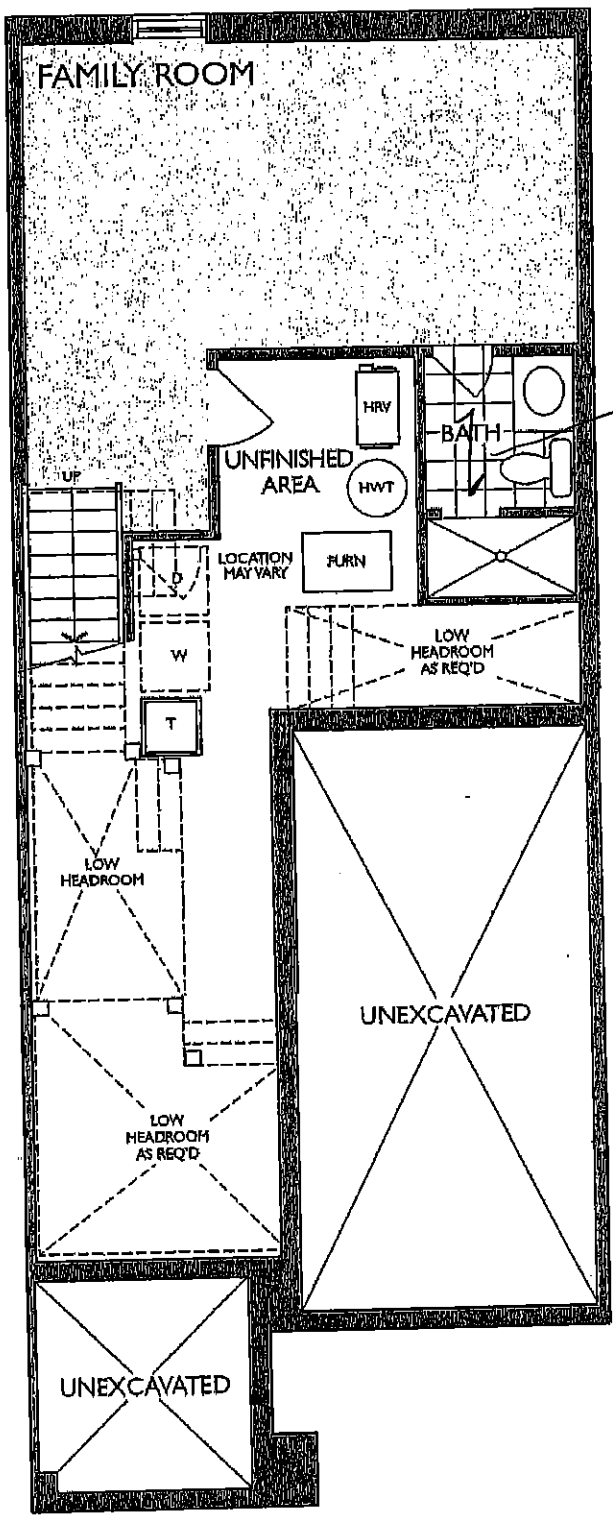 FAMILY ROOM
HRV
BATH
UNFINISHED
AREA
HWT
UP
LOCATION
MAY VARY
FURN
D
W
LOW
HEADROOM
AS REQ'D
T
LOW
HEADROOM
UNEXCAVATED
LOW
HEADROOM
AS REQ'D
UNEXCAVATED